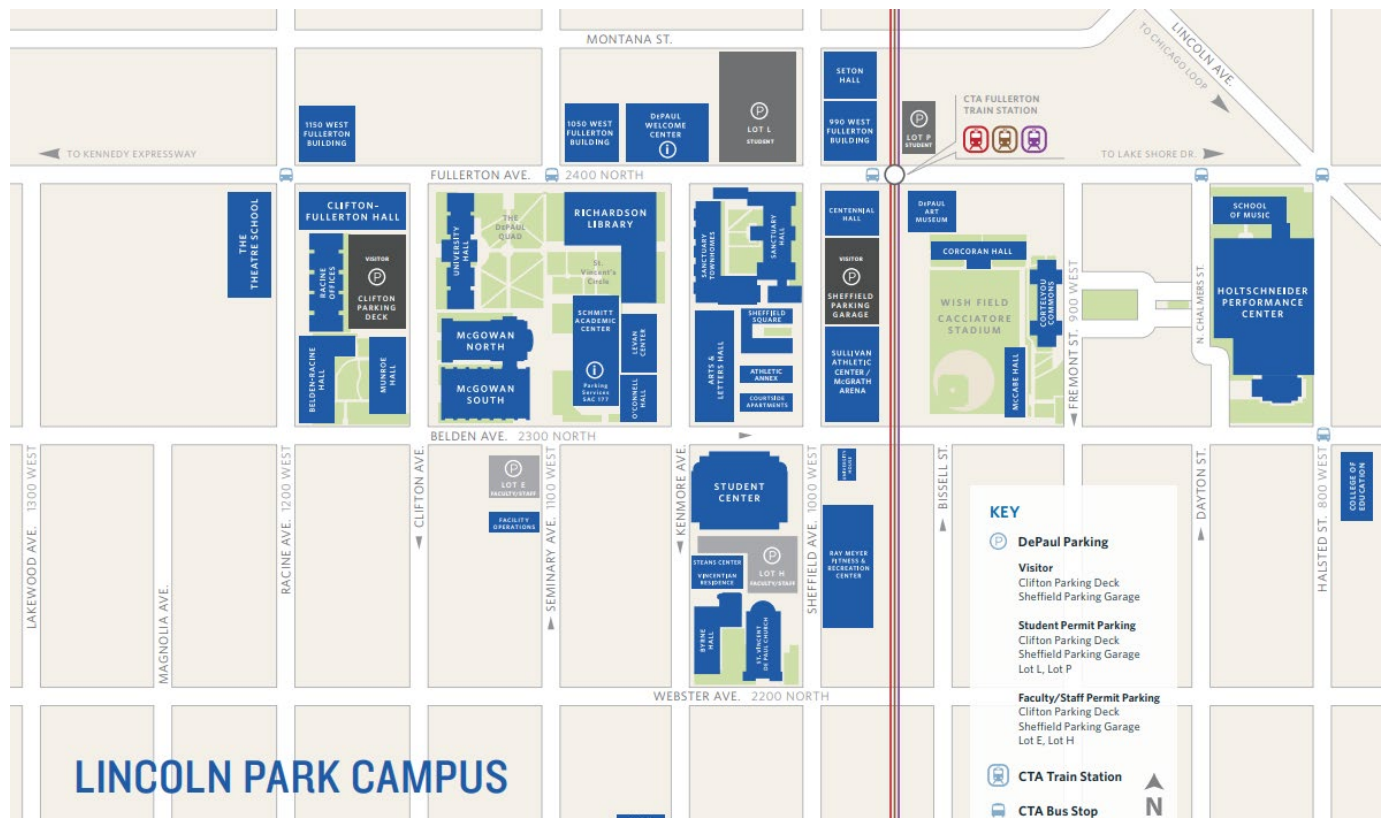 MONTANA ST.
LINCOLN AVE.
TO CHICAGO LOOP
SETON
HALL
P
LOT L
STUDENT
1150 WEST
FULLERTON
BUILDING
1050 WEST
FULLERTON
BUILDING
DePAUL
WELCOME
CENTER
i
990 WEST
FULLERTON
BUILDING
P
LOT P
STUDENT
CTA FULLERTON
TRAIN STATION
TO KENNEDY EXPRESSWAY
TO LAKE SHORE DR.
FULLERTON AVE. 2400 NORTH
THE
THEATRE SCHOOL
CLIFTON-
FULLERTON HALL
RACINE
OFFICES
VISITOR
P
CLIFTON
PARKING
DECK
BELDEN-RACINE
HALL
MUNROE
HALL
UNIVERSITY
HALL
THE
DePAUL
QUAD
RICHARDSON
LIBRARY
St.
Vincent's
Circle
McGOWAN
NORTH
McGOWAN
SOUTH
SCHMITT
ACADEMIC
CENTER
i
Parking
Services
SAC 177
LEVAN
CENTER
O'CONNELL
HALL
SANCTUARY
TOWNHOMES
SANCTUARY
HALL
SHEFFIELD
SQUARE
ARTS &
LETTERS HALL
ATHLETIC
ANNEX
COURTSIDE
APARTMENTS
CENTENNIAL
HALL
VISITOR
P
SHEFFIELD
PARKING
GARAGE
SULLIVAN
ATHLETIC
CENTER /
McGRATH
ARENA
DePAUL
ART
MUSEUM
CORCORAN HALL
WISH FIELD
CACCIATORE
STADIUM
CORTELYOU
COMMONS
McCABE HALL
FREMONT ST. 900 WEST
N. CHALMERS ST.
SCHOOL
OF MUSIC
HOLTSCHNEIDER
PERFORMANCE
CENTER
BELDEN AVE. 2300 NORTH
LAKEWOOD AVE. 1300 WEST
MAGNOLIA AVE.
RACINE AVE. 1200 WEST
CLIFTON AVE.
P
LOT E
FACULTY/STAFF
FACILITY
OPERATIONS
SEMINARY AVE. 1100 WEST
KENMORE AVE.
STUDENT
CENTER
P
LOT H
FACULTY/STAFF
STEANS CENTER
VINCENTIAN
RESIDENCE
BYRNE
HALL
ST. VINCENT
DE PAUL CHURCH
SHEFFIELD AVE. 1000 WEST
RAY MEYER
FITNESS &
RECREATION
CENTER
BISSELL ST.
DAYTON ST.
HALSTED ST. 800 WEST
COLLEGE OF
EDUCATION
WEBSTER AVE. 2200 NORTH
LINCOLN PARK CAMPUS
KEY
P DePaul Parking
Visitor
Clifton Parking Deck
Sheffield Parking Garage
Student Permit Parking
Clifton Parking Deck
Sheffield Parking Garage
Lot L, Lot P
Faculty/Staff Permit Parking
Clifton Parking Deck
Sheffield Parking Garage
Lot E, Lot H
CTA Train Station
CTA Bus Stop
N